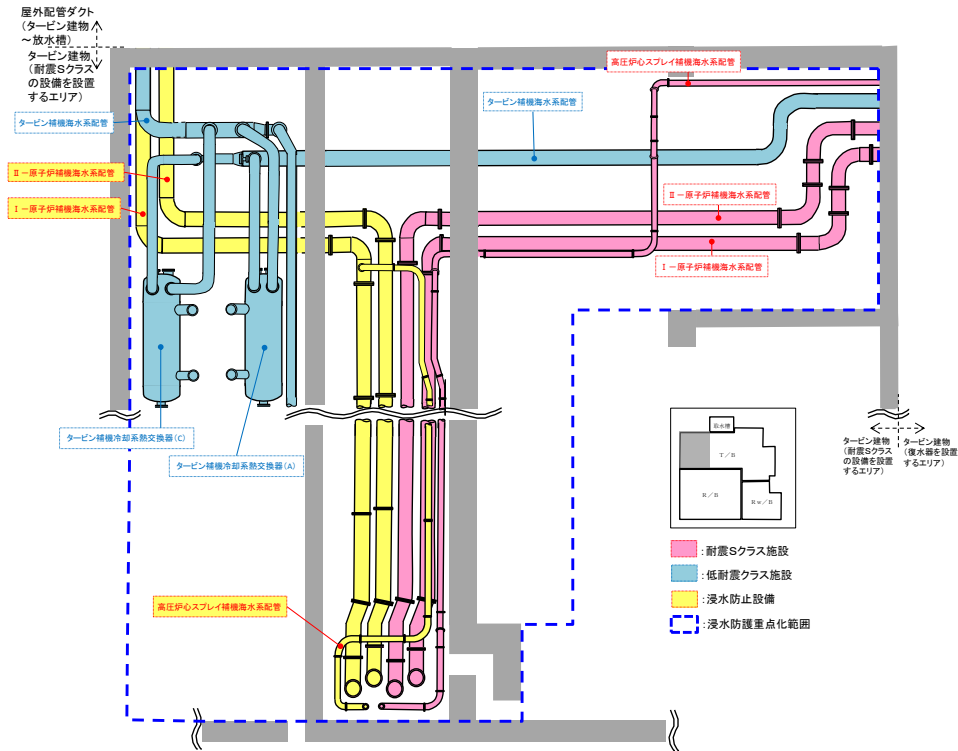 屋外配管ダクト
(タービン建物
~放水槽)
タービン建物
(耐震Sクラス
の設備を設置
するエリア)
高圧炉心スプレイ補機海水系配管
タービン補機海水系配管
タービン補機海水系配管
Ⅱ-原子炉補機海水系配管
Ⅰ-原子炉補機海水系配管
Ⅱ-原子炉補機海水系配管
Ⅰ-原子炉補機海水系配管
タービン補機冷却系熱交換器(C)
タービン補機冷却系熱交換器(A)
タービン建物
(耐震Sクラス
の設備を設置
するエリア)
タービン建物
(復水器を設置
するエリア)
放水槽
T/B
R/B
Rw/B
:耐震Sクラス施設
:低耐震クラス施設
:浸水防止設備
:浸水防護重点化範囲
高圧炉心スプレイ補機海水系配管